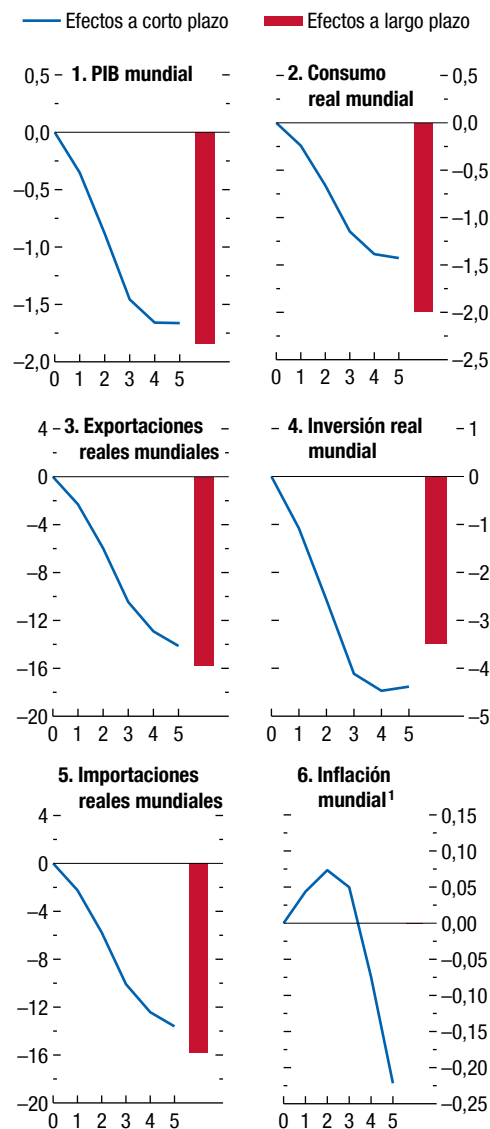 Efectos a corto plazo Efectos a largo plazo
1. PIB mundial
0,5
0,0
–0,5
–1,0
–1,5
–2,0
0 1 2 3 4 5
2. Consumo
real mundial
0,5
0,0
–0,5
–1,0
–1,5
–2,0
–2,5
0 1 2 3 4 5
3. Exportaciones
reales mundiales
4
0
–4
–8
–12
–16
–20
0 1 2 3 4 5
4. Inversión real
mundial
1
0
–1
–2
–3
–4
–5
0 1 2 3 4 5
5. Importaciones
reales mundiales
4
0
–4
–8
–12
–16
–20
0 1 2 3 4 5
6. Inflación
mundial¹
0,15
0,10
0,05
0,00
–0,05
–0,10
–0,15
–0,20
–0,25
0 1 2 3 4 5